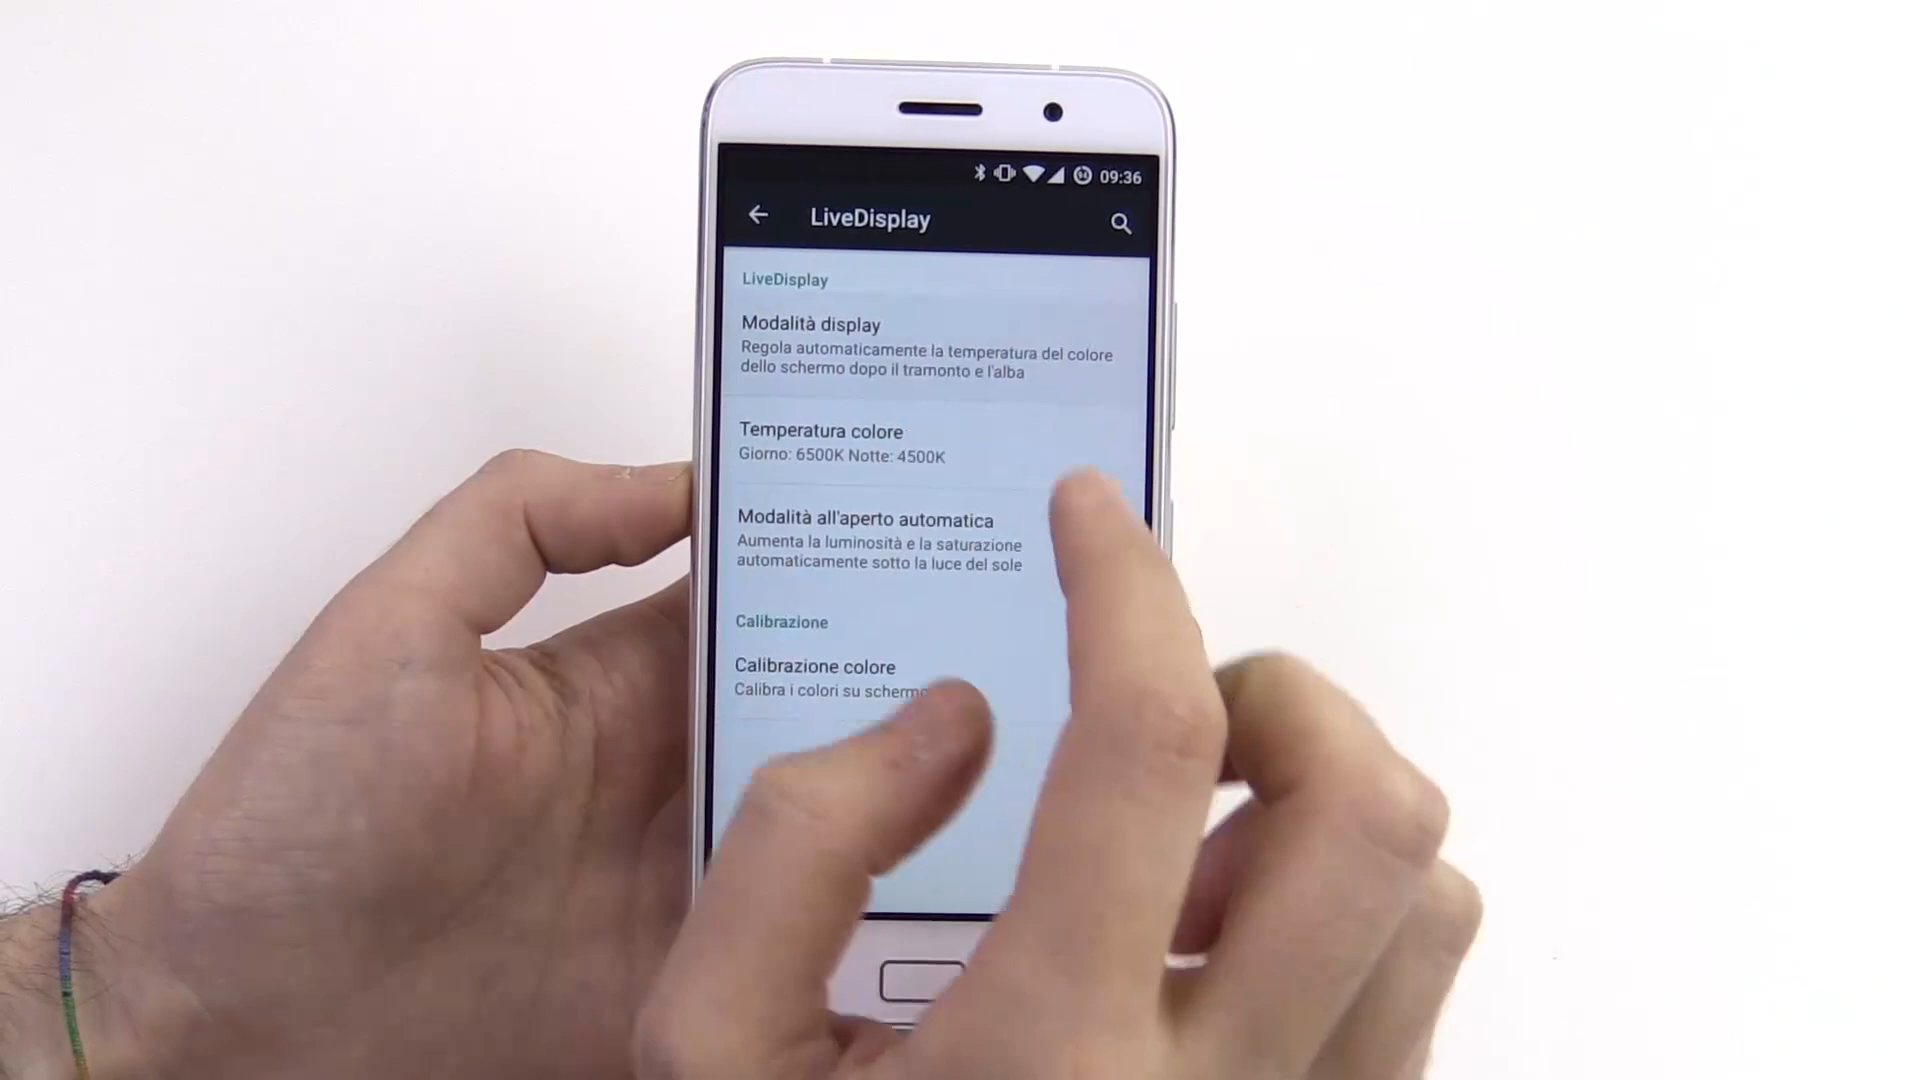 09:36
LiveDisplay
LiveDisplay
Modalità display
Regola automaticamente la temperatura del colore
dello schermo dopo il tramonto e l'alba
Temperatura colore
Giorno: 6500K Notte: 4500K
Modalità all'aperto automatica
Aumenta la luminosità e la saturazione
automaticamente sotto la luce del sole
Calibrazione
Calibrazione colore
Calibra i colori su schermo